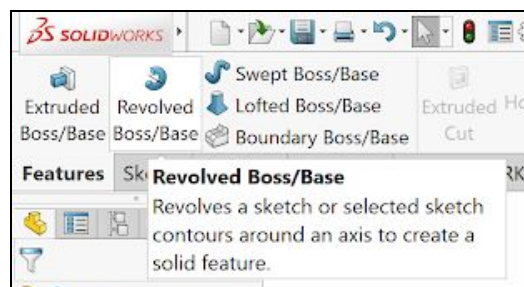 SOLIDWORKS
Extruded Boss/Base
Revolved Boss/Base
Swept Boss/Base
Lofted Boss/Base
Boundary Boss/Base
Extruded Cut
Features
Revolved Boss/Base
Revolves a sketch or selected sketch
contours around an axis to create a
solid feature.